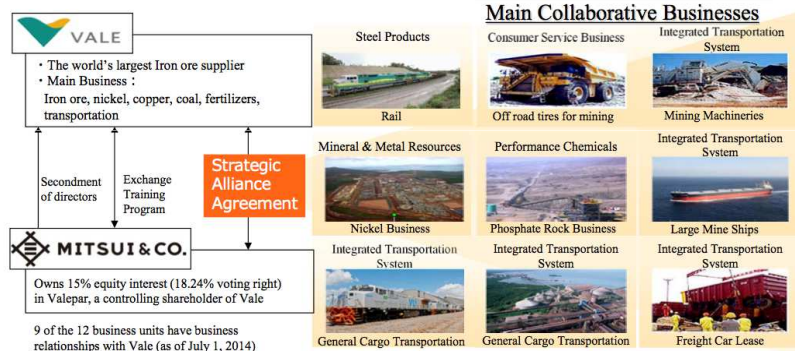 Main Collaborative Businesses
VALE
・The world's largest Iron ore supplier
・Main Business：
Iron ore, nickel, copper, coal, fertilizers,
transportation
Secondment
of directors
Exchange
Training
Program
Strategic
Alliance
Agreement
MITSUI & CO.
Owns 15% equity interest (18.24% voting right)
in Valepar, a controlling shareholder of Vale
9 of the 12 business units have business
relationships with Vale (as of July 1, 2014)
Steel Products
Rail
Consumer Service Business
Off road tires for mining
Integrated Transportation
System
Mining Machineries
Mineral & Metal Resources
Nickel Business
Performance Chemicals
Phosphate Rock Business
Integrated Transportation
System
Large Mine Ships
Integrated Transportation
System
General Cargo Transportation
Integrated Transportation
System
General Cargo Transportation
Integrated Transportation
System
Freight Car Lease